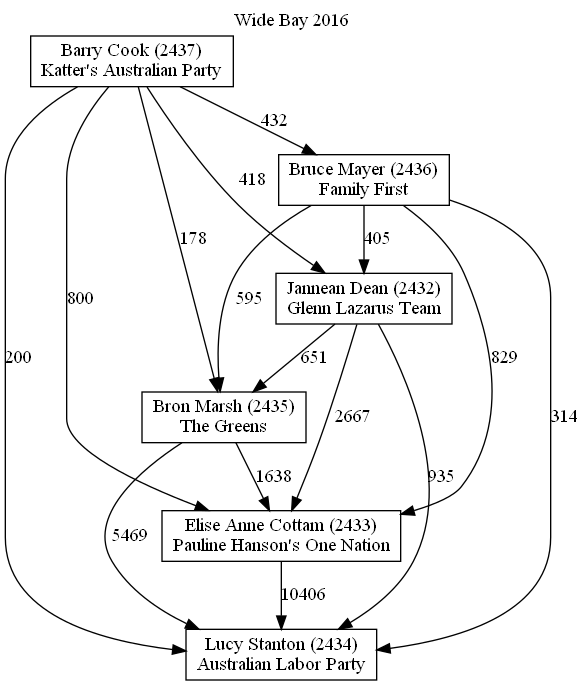 Wide Bay 2016
Barry Cook (2437)
Katter's Australian Party
432
Bruce Mayer (2436)
Family First
418
178
405
Jannean Dean (2432)
Glenn Lazarus Team
595
800
200
651
829
Bron Marsh (2435)
The Greens
2667
314
1638
935
Elise Anne Cottam (2433)
Pauline Hanson's One Nation
5469
10406
Lucy Stanton (2434)
Australian Labor Party